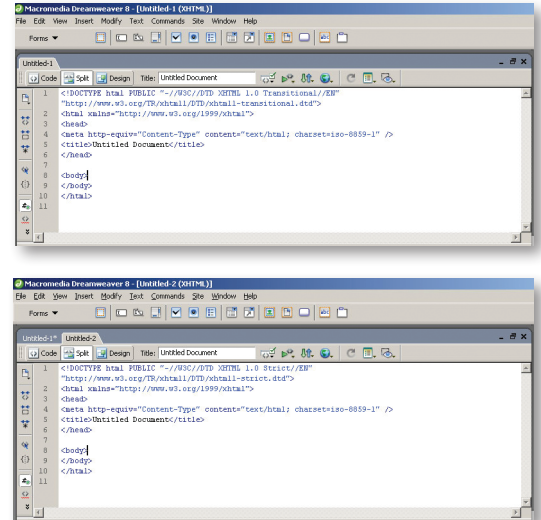 Macromedia Dreamweaver 8 - [Untitled-1 (XHTML)]
File Edit View Insert Modify Text Commands Site Window Help
Forms
Untitled-1
Code Split Design Title: Untitled Document
1 <!DOCTYPE html PUBLIC "-//W3C//DTD XHTML 1.0 Transitional//EN"
"http://www.w3.org/TR/xhtml1/DTD/xhtml1-transitional.dtd">
2 <html xmlns="http://www.w3.org/1999/xhtml">
3 <head>
4 <meta http-equiv="Content-Type" content="text/html; charset=iso-8859-1" />
5 <title>Untitled Document</title>
6 </head>
7
8 <body>
9 </body>
10 </html>
11
Macromedia Dreamweaver 8 - [Untitled-2 (XHTML)]
File Edit View Insert Modify Text Commands Site Window Help
Forms
Untitled-1* Untitled-2
Code Split Design Title: Untitled Document
1 <!DOCTYPE html PUBLIC "-//W3C//DTD XHTML 1.0 Strict//EN"
"http://www.w3.org/TR/xhtml1/DTD/xhtml1-strict.dtd">
2 <html xmlns="http://www.w3.org/1999/xhtml">
3 <head>
4 <meta http-equiv="Content-Type" content="text/html; charset=iso-8859-1" />
5 <title>Untitled Document</title>
6 </head>
7
8 <body>
9 </body>
10 </html>
11